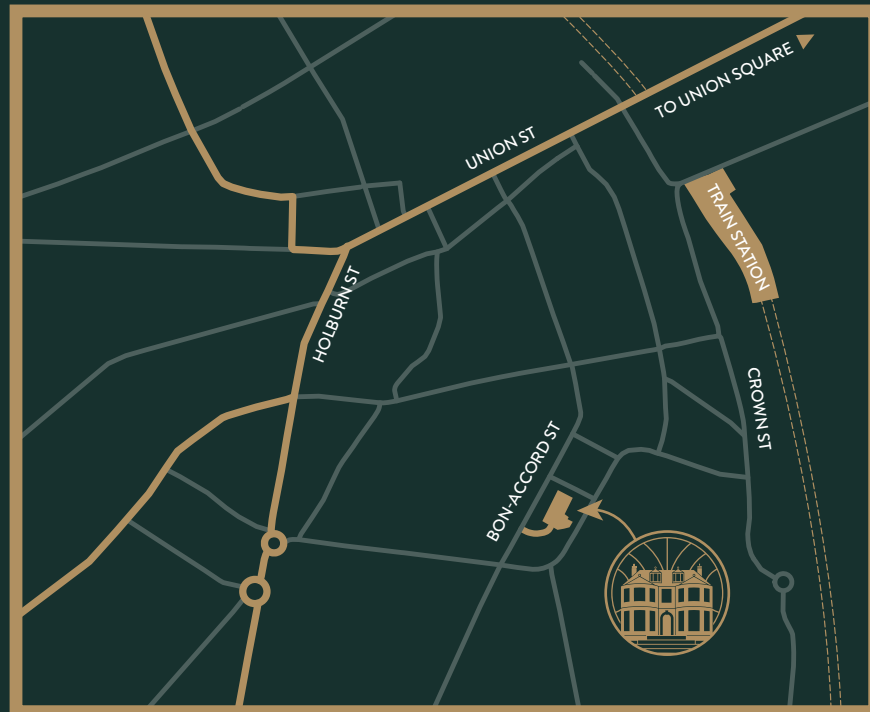 TO UNION SQUARE
UNION ST
TRAIN STATION
HOLBURN ST
CROWN ST
BON-ACCORD ST